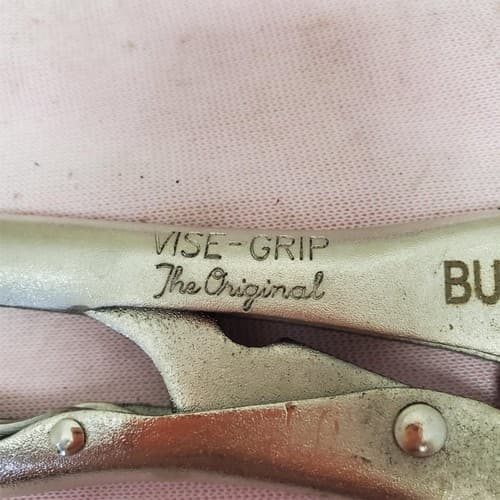 VISE-GRIP
The Original
BU